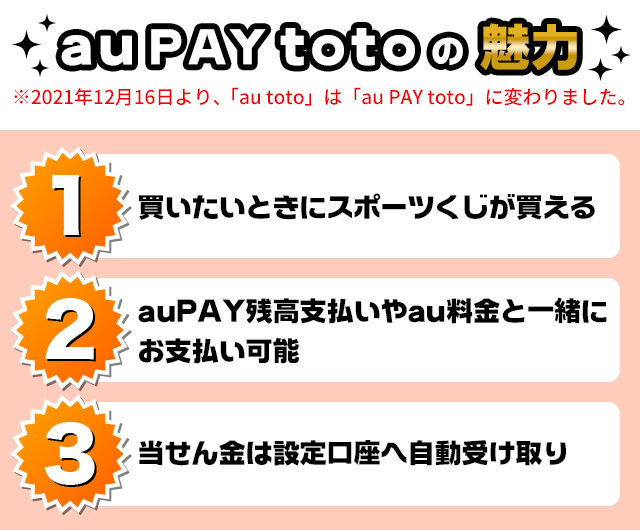 au PAY totoの魅力
※2021年12月16日より、「au toto」は「au PAY toto」に変わりました。
1
買いたいときにスポーツくじが買える
2
auPAY残高支払いやau料金と一緒に
お支払い可能
3
当せん金は設定口座へ自動受け取り